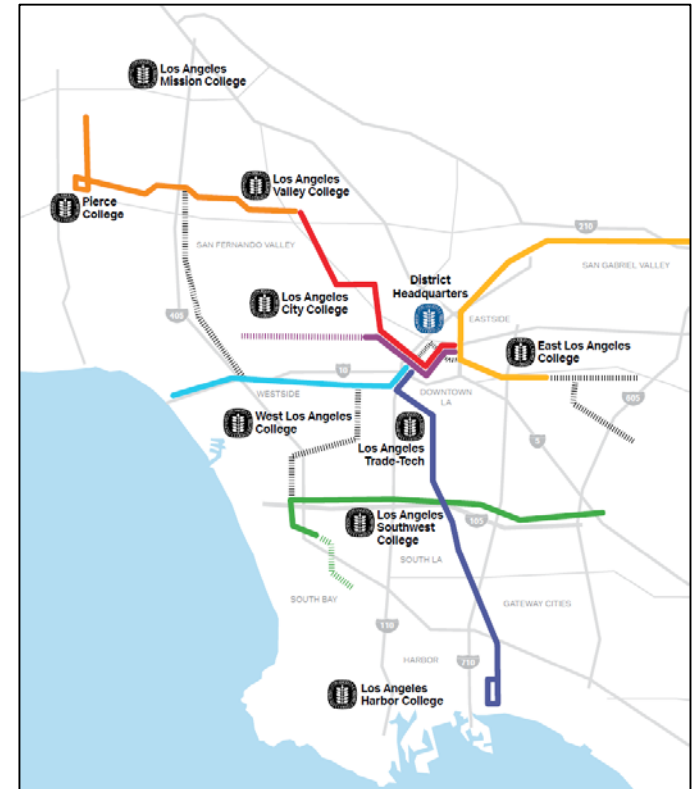 Los Angeles
Mission College
Los Angeles
Valley College
Pierce
College
SAN FERNANDO VALLEY
210
SAN GABRIEL VALLEY
District
Headquarters
Los Angeles
City College
405
EASTSIDE
East Los Angeles
College
10
WESTSIDE
DOWNTOWN
LA
605
West Los Angeles
College
Los Angeles
Trade-Tech
5
Los Angeles
Southwest
College
105
SOUTH LA
SOUTH BAY
GATEWAY CITIES
110
HARBOR
710
Los Angeles
Harbor College